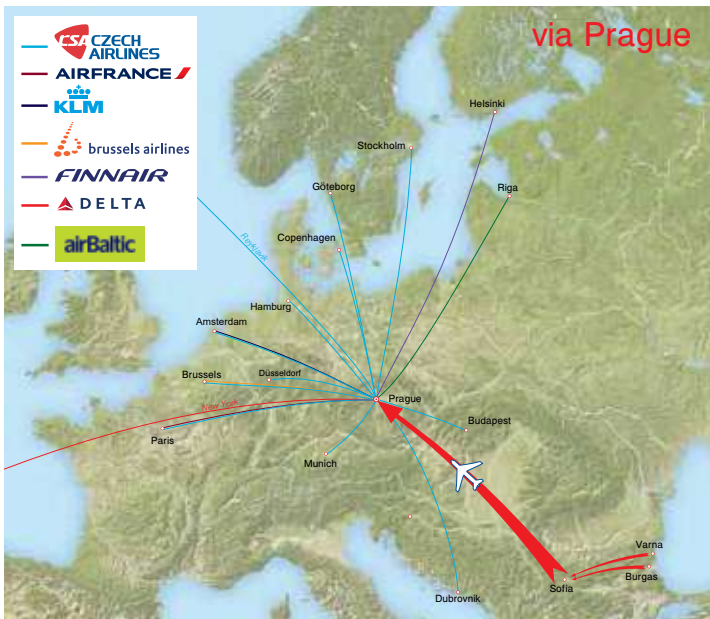 CSA CZECH
AIRLINES
AIRFRANCE
KLM
brussels airlines
FINNAIR
DELTA
airBaltic
via Prague
Helsinki
Stockholm
Göteborg
Riga
Copenhagen
Reykjavik
Hamburg
Amsterdam
Brussels
Düsseldorf
Prague
New York
Paris
Budapest
Munich
Varna
Burgas
Sofia
Dubrovnik